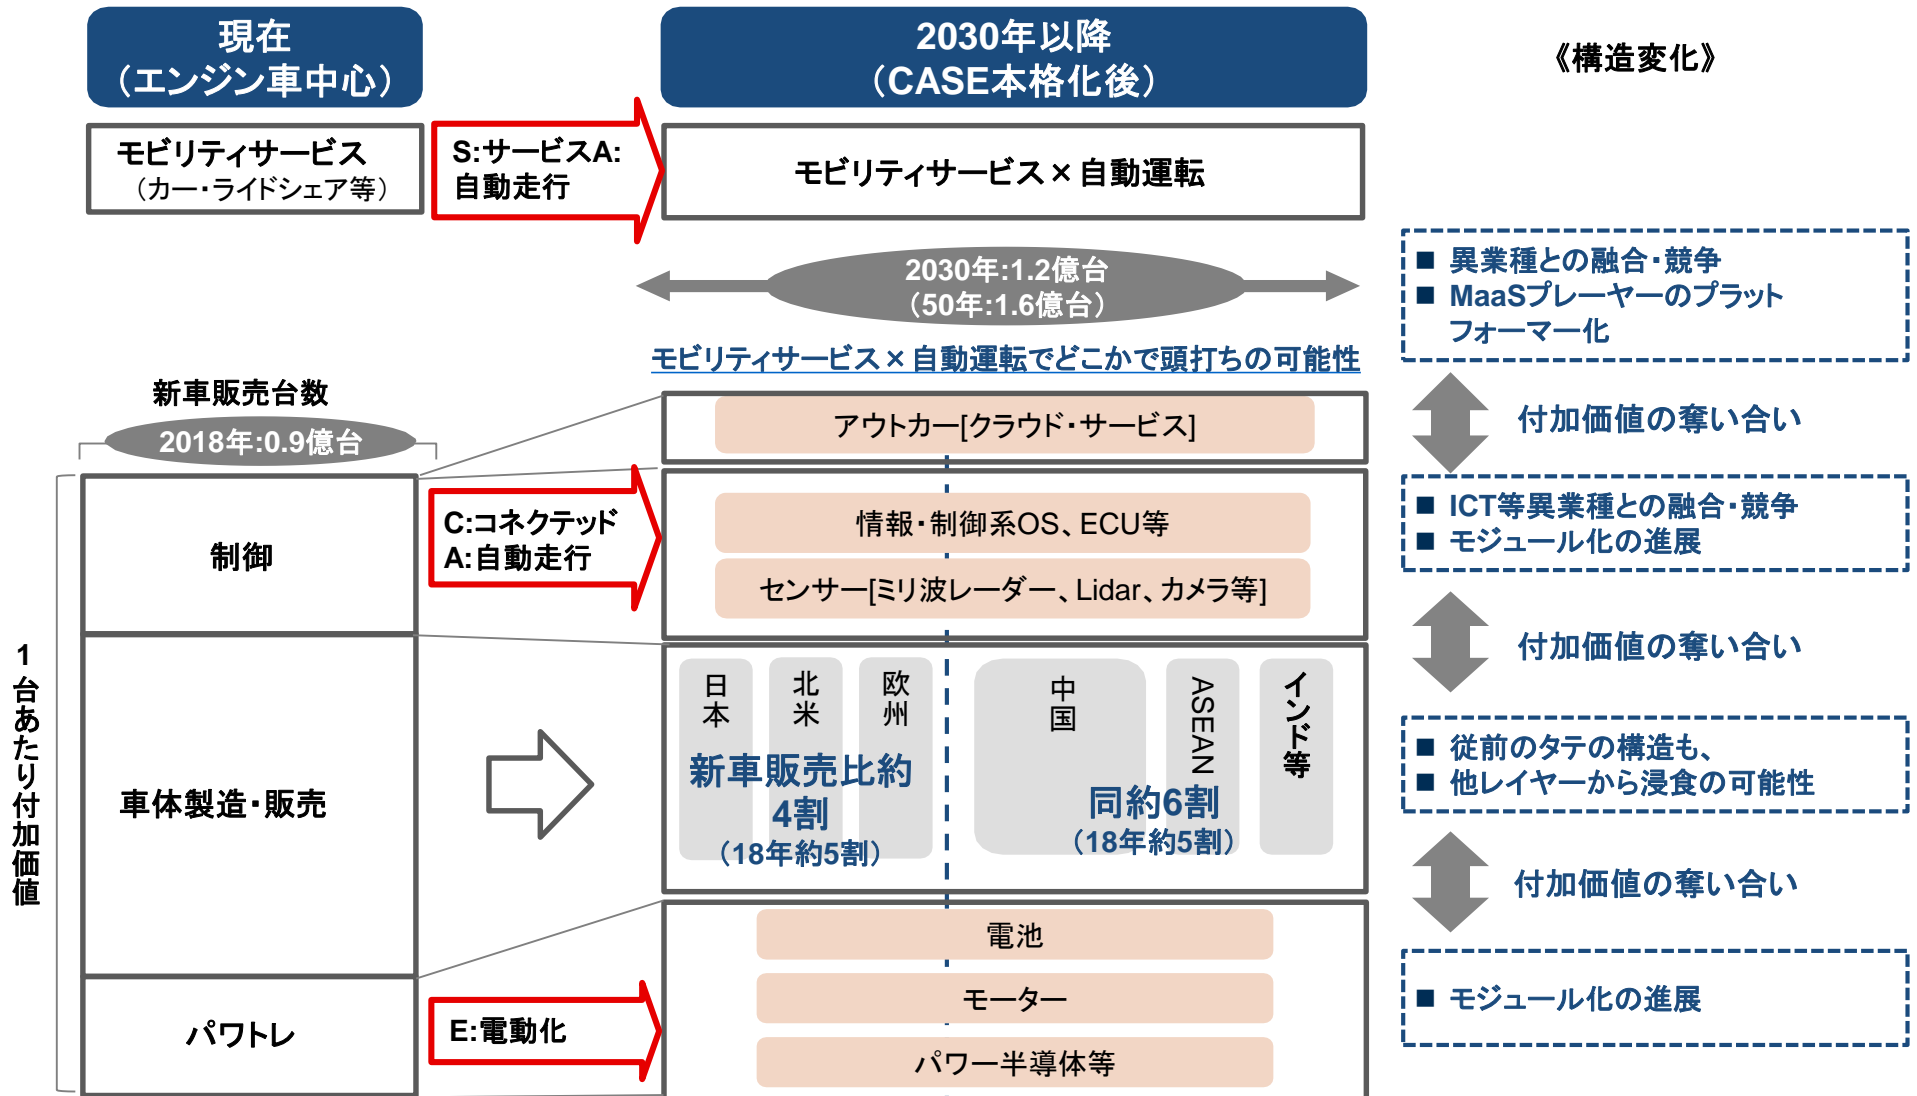 現在
（エンジン車中心）
2030年以降
（CASE本格化後）
《構造変化》
モビリティサービス
（カー・ライドシェア等）
S:サービスA:
自動走行
モビリティサービス×自動運転
2030年:1.2億台
（50年:1.6億台）
モビリティサービス×自動運転でどこかで頭打ちの可能性
■ 異業種との融合・競争
■ MaaSプレーヤーのプラット
フォーマー化
新車販売台数
2018年:0.9億台
アウトカー[クラウド・サービス]
付加価値の奪い合い
1台あたり付加価値
制御
C:コネクテッド
A:自動走行
情報・制御系OS、ECU等
センサー[ミリ波レーダー、Lidar、カメラ等]
■ ICT等異業種との融合・競争
■ モジュール化の進展
付加価値の奪い合い
車体製造・販売
日本
北米
欧州
中国
ASEAN
インド等
新車販売比約
4割
（18年約5割）
同約6割
（18年約5割）
■ 従前のタテの構造も、
■ 他レイヤーから浸食の可能性
付加価値の奪い合い
パワトレ
E:電動化
電池
モーター
パワー半導体等
■ モジュール化の進展